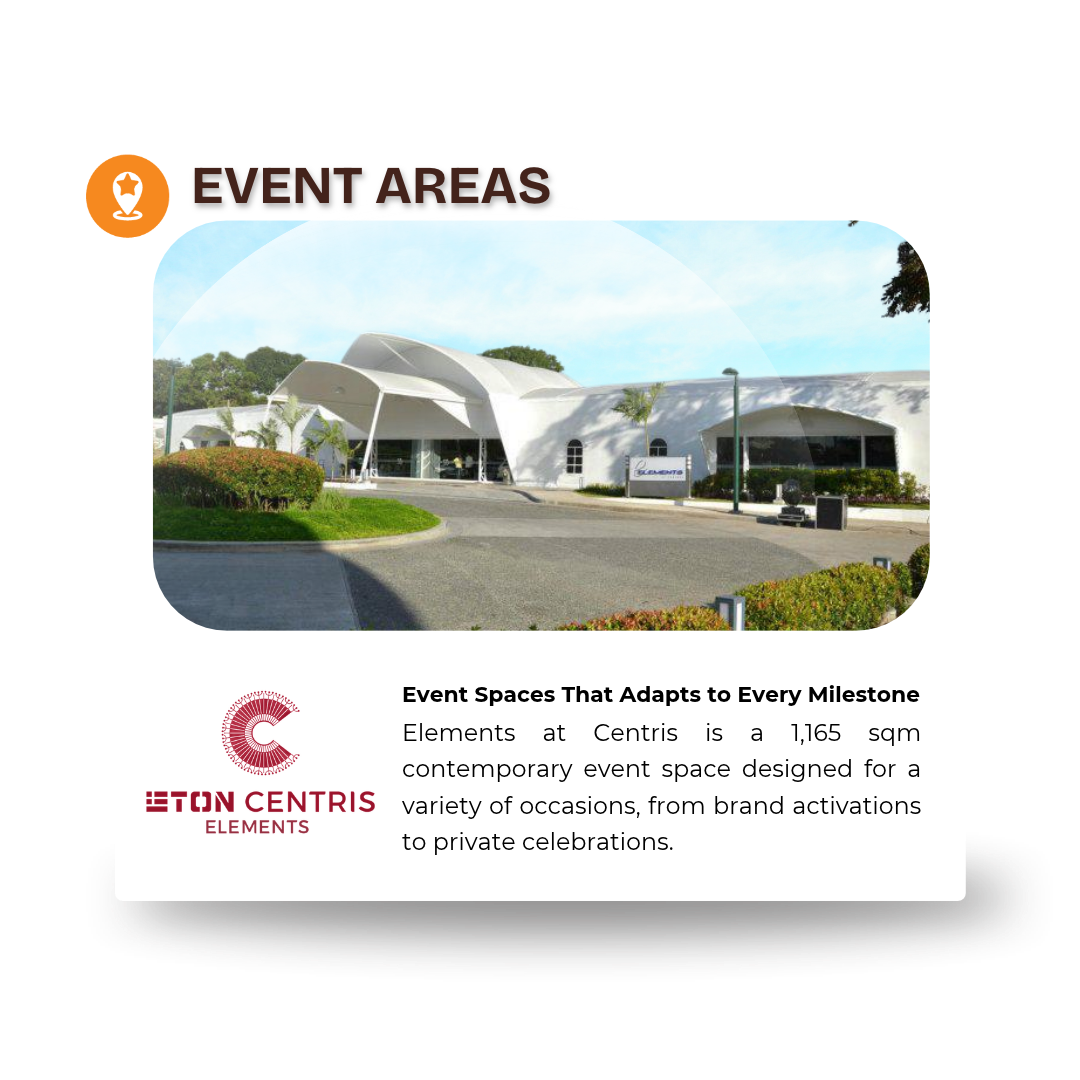 EVENT AREAS
ELEMENTS
Event Spaces That Adapts to Every Milestone
Elements at Centris is a 1,165 sqm
contemporary event space designed for a
variety of occasions, from brand activations
to private celebrations.
ETON CENTRIS
ELEMENTS